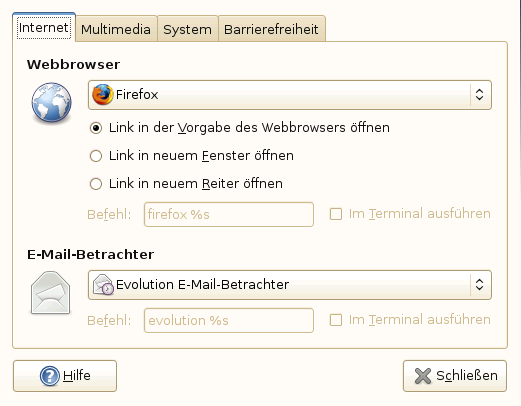 Internet Multimedia System Barrierefreiheit
Webbrowser
Firefox
Link in der Vorgabe des Webbrowsers öffnen
Link in neuem Fenster öffnen
Link in neuem Reiter öffnen
Befehl: firefox %s Im Terminal ausführen
E-Mail-Betrachter
Evolution E-Mail-Betrachter
Befehl: evolution %s Im Terminal ausführen
Hilfe Schließen